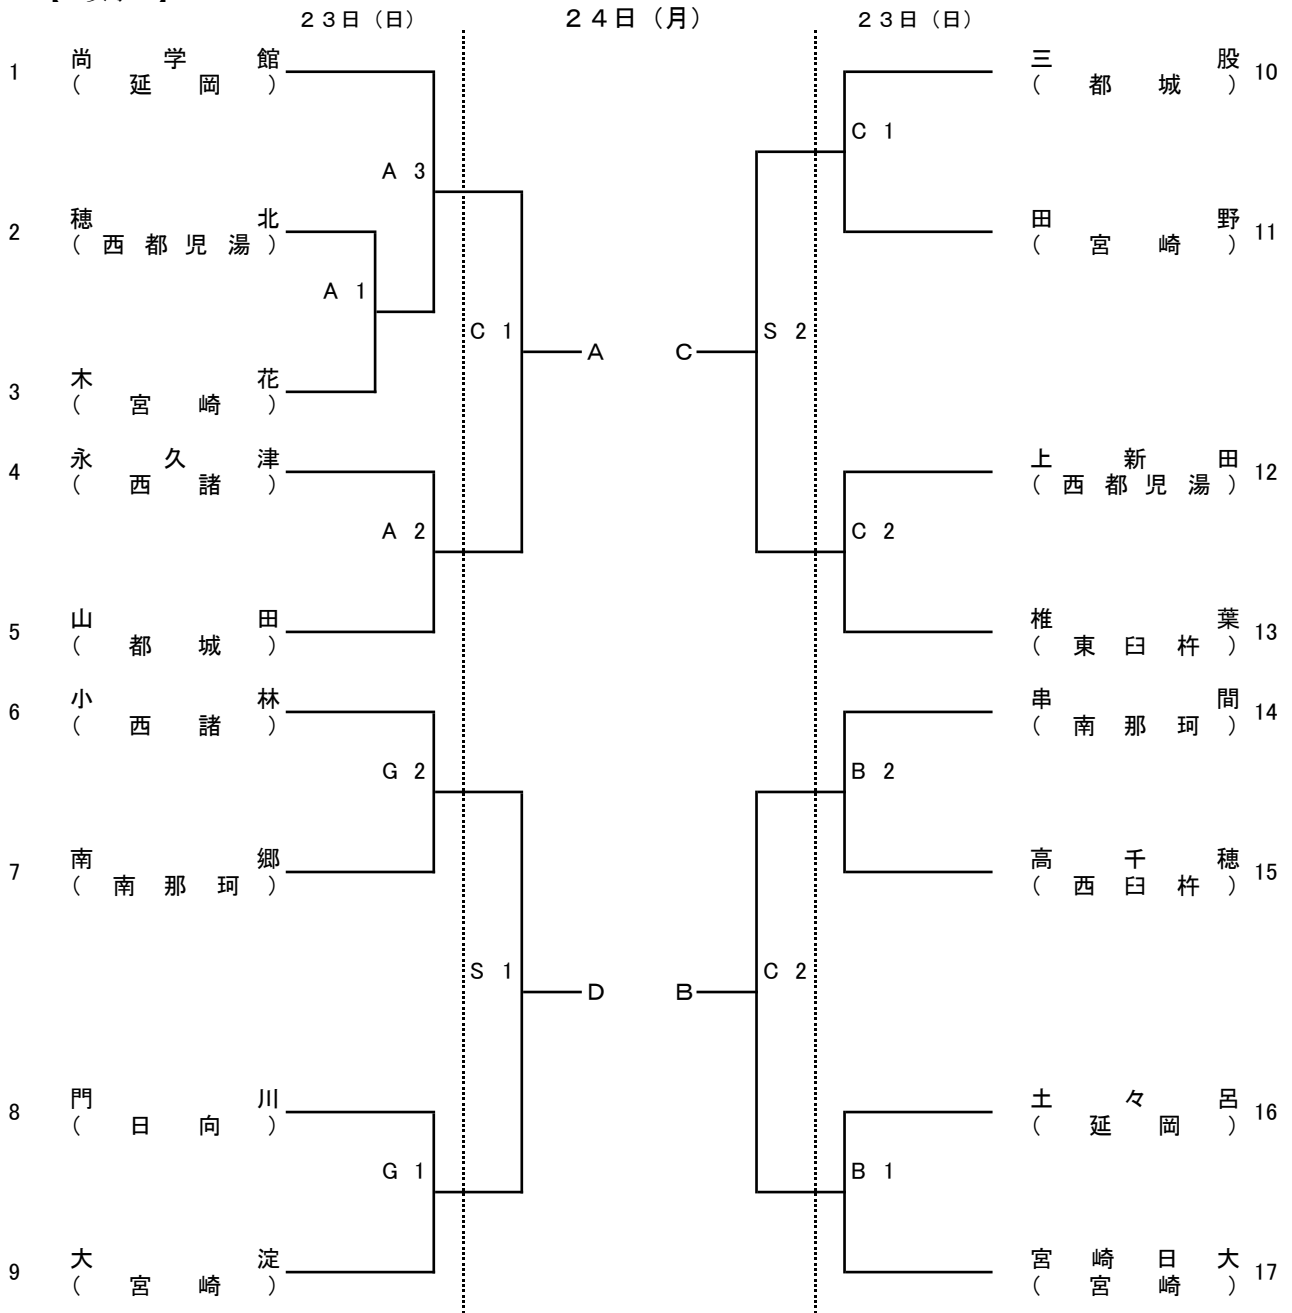 ２３日（日） ２４日（月） ２３日（日）
1 尚学館
（延岡）
A 3
2 穂北
（西都児湯）
A 1
3 木花
（宮崎）
C 1
A
4 永久津
（西諸）
A 2
5 山田
（都城）
6 小林
（西諸）
G 2
7 南郷
（南那珂）
S 1
D
8 門川
（日向）
G 1
9 大淀
（宮崎）
三股 10
（都城）
C 1
田野 11
（宮崎）
S 2
C
上新田 12
（西都児湯）
C 2
椎葉 13
（東臼杵）
串間 14
（南那珂）
B 2
高千穂 15
（西臼杵）
C 2
B
土々呂 16
（延岡）
B 1
宮崎日大 17
（宮崎）